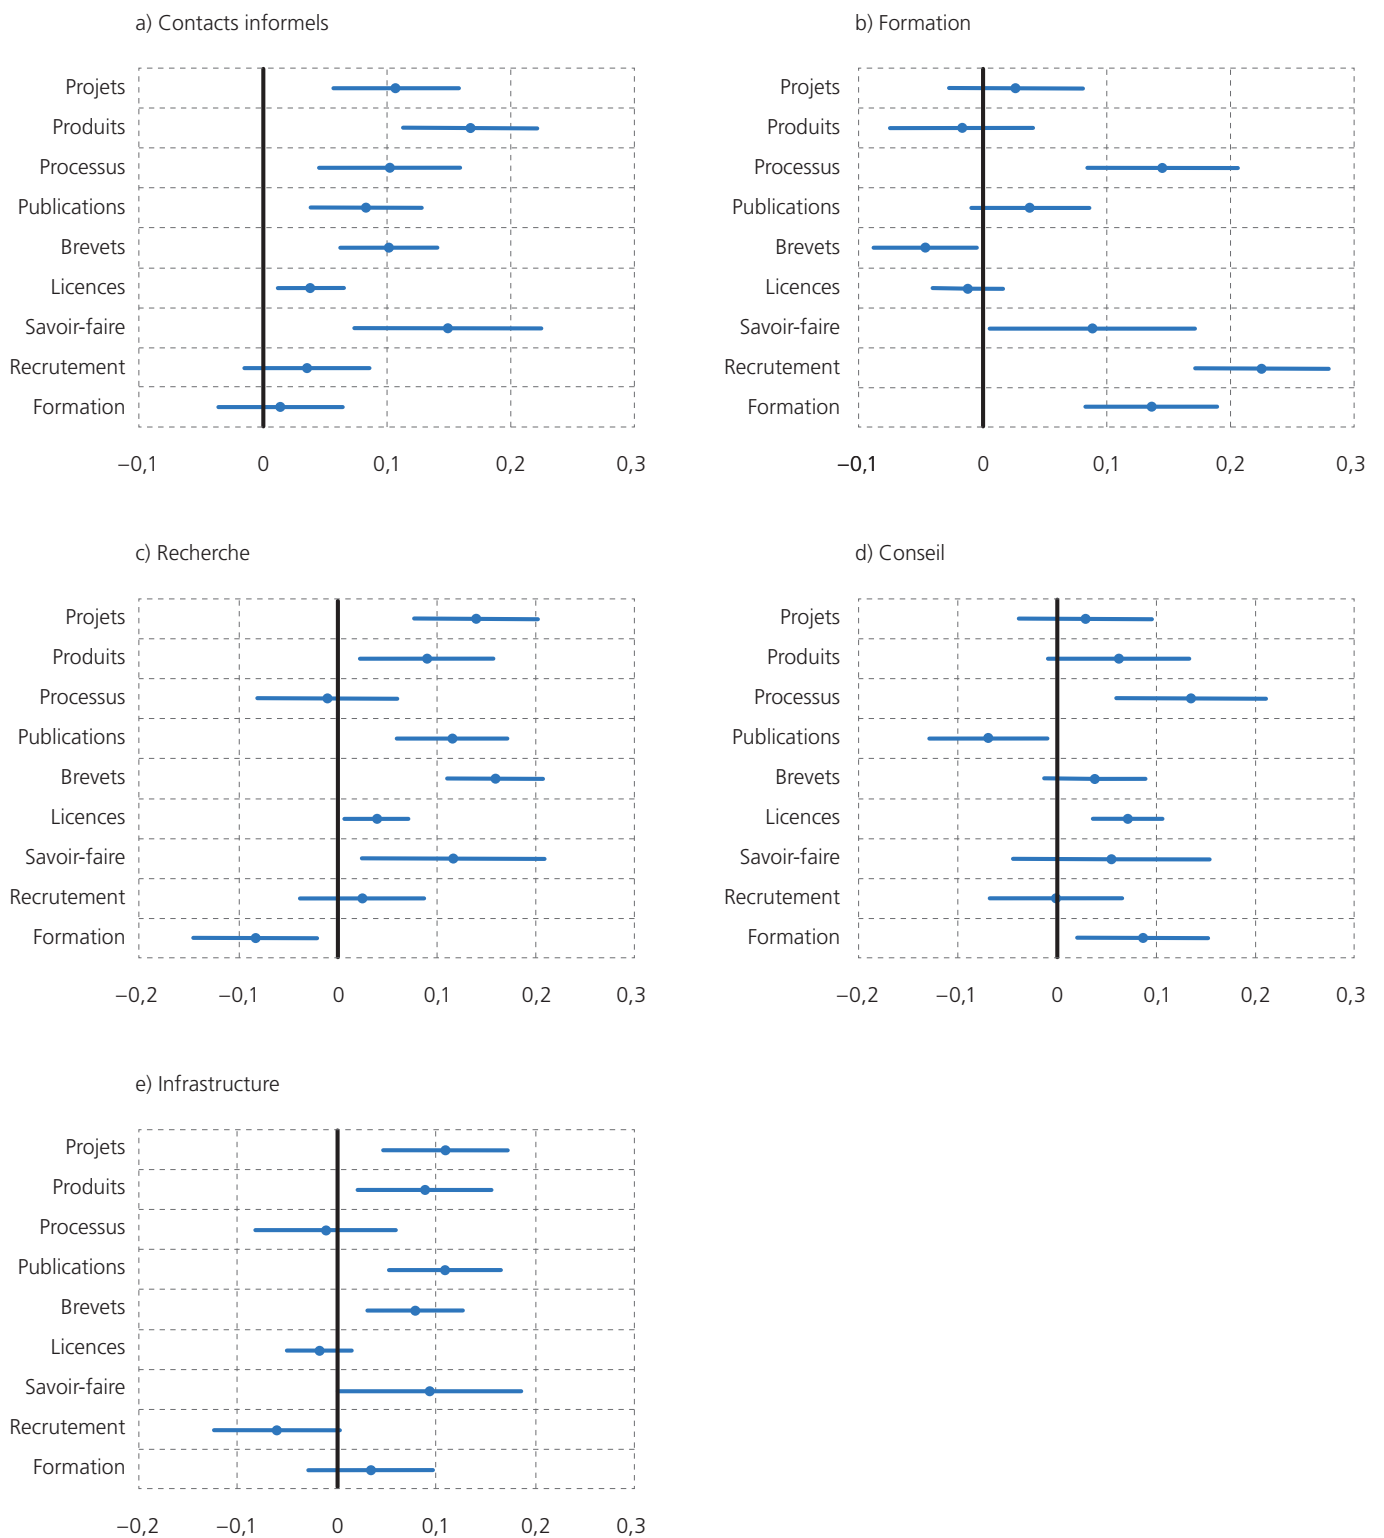 a) Contacts informels
Projets
Produits
Processus
Publications
Brevets
Licences
Savoir-faire
Recrutement
Formation
−0,1 0 0,1 0,2 0,3
b) Formation
Projets
Produits
Processus
Publications
Brevets
Licences
Savoir-faire
Recrutement
Formation
−0,1 0 0,1 0,2 0,3
c) Recherche
Projets
Produits
Processus
Publications
Brevets
Licences
Savoir-faire
Recrutement
Formation
−0,2 −0,1 0 0,1 0,2 0,3
d) Conseil
Projets
Produits
Processus
Publications
Brevets
Licences
Savoir-faire
Recrutement
Formation
−0,2 −0,1 0 0,1 0,2 0,3
e) Infrastructure
Projets
Produits
Processus
Publications
Brevets
Licences
Savoir-faire
Recrutement
Formation
−0,2 −0,1 0 0,1 0,2 0,3